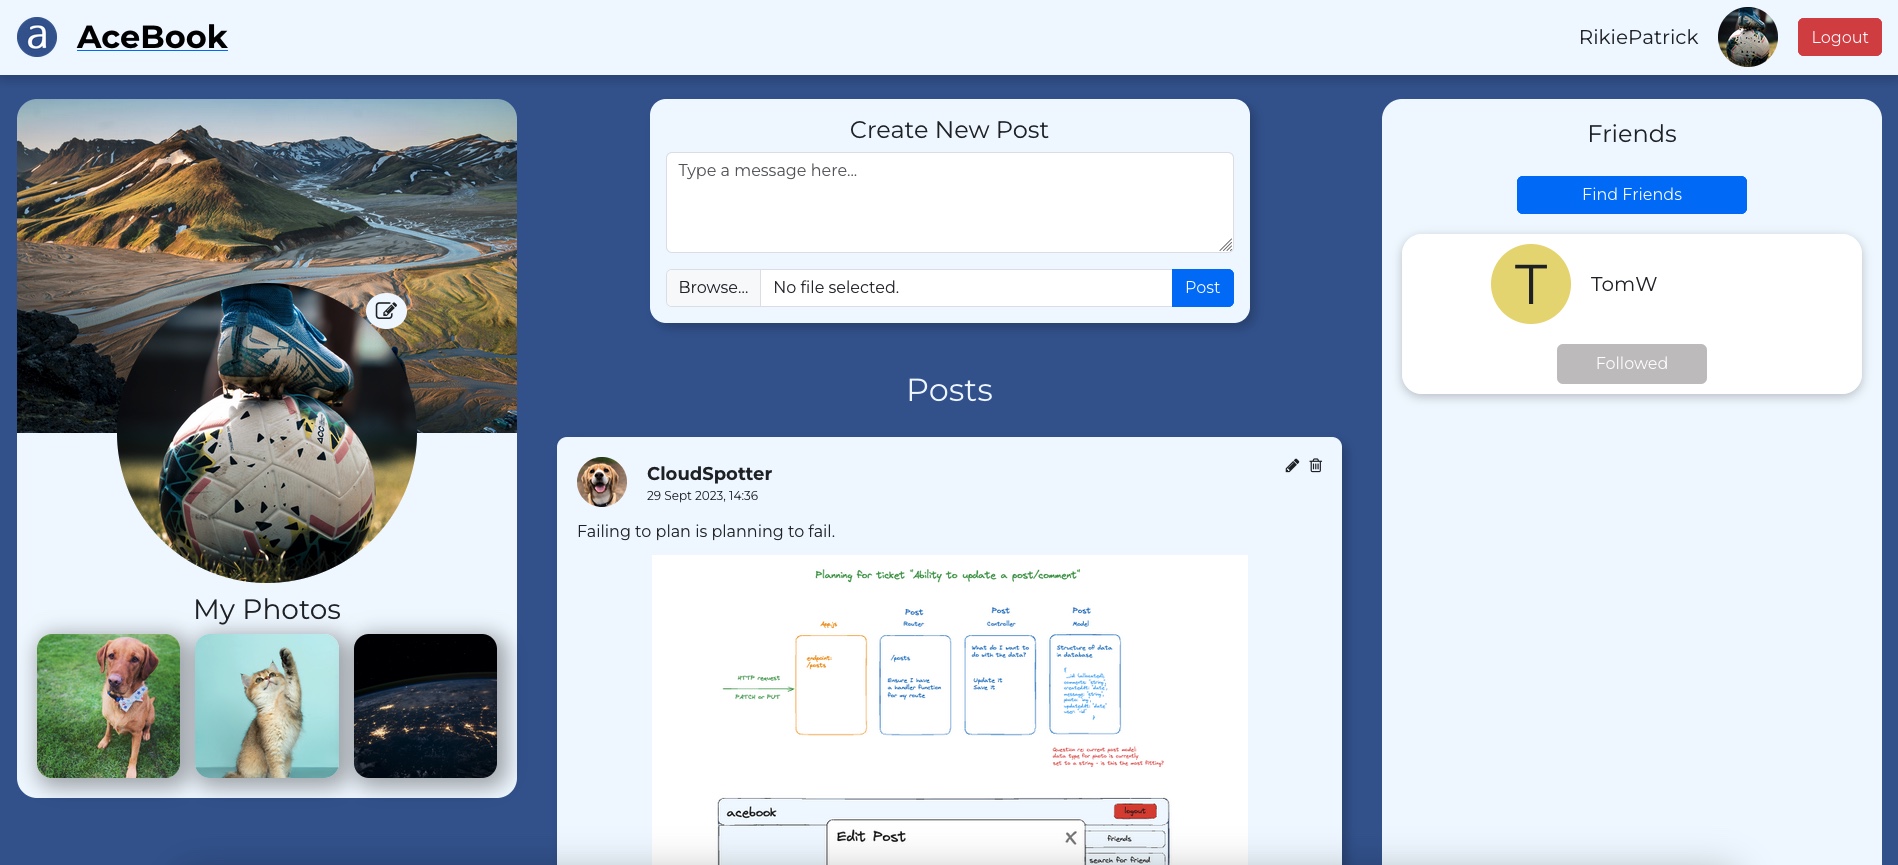 a AceBook
RikiePatrick
Logout
Create New Post
Type a message here...
Browse... No file selected. Post
My Photos
Friends
Find Friends
T TomW
Followed
Posts
CloudSpotter
29 Sept 2023, 14:36
Failing to plan is planning to fail.
Planning for ticket "Ability to update a post/comment"
App.js
endpoint:
/posts
HTTP request
PATCH or PUT
Post
Router
/posts
Ensure I have
a handler function
for my route
Post
Controller
What do I want to
do with the data?
Update it
Save it
Post
Model
Structure of data
in database
{
message: "string",
}
Question re: current post model:
data type for photo is currently
set to a string - is this the most fitting?
acebook
logout
Edit Post X
friends
search for friend